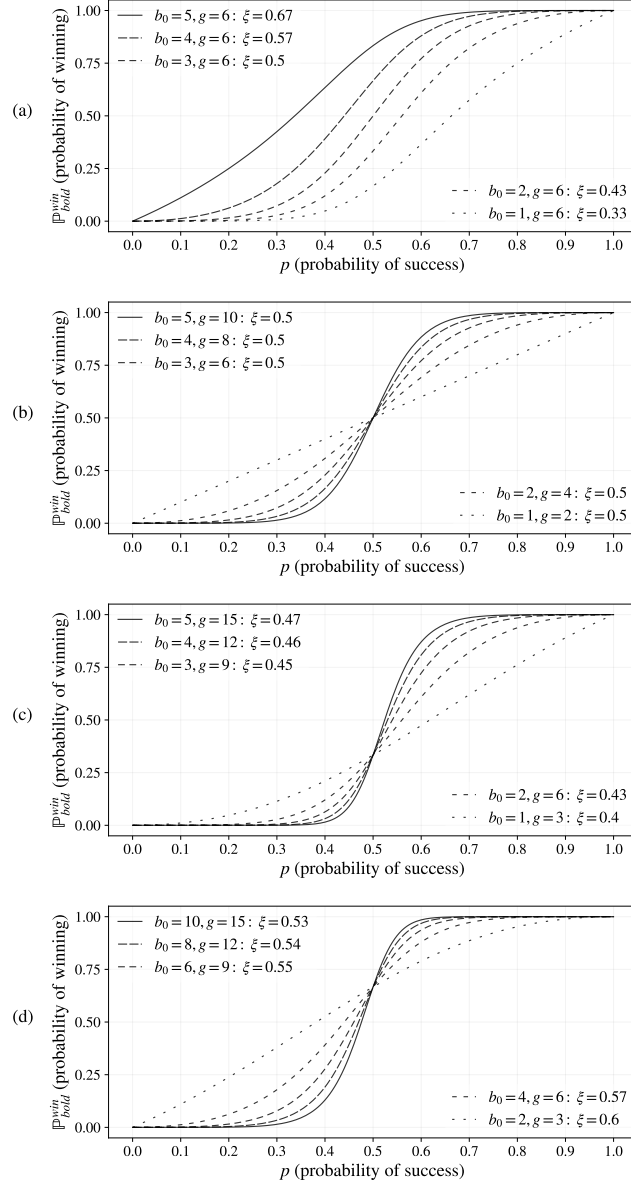 (a)
ℙ^{win}_{bold} (probability of winning)
1.00
0.75
0.50
0.25
0.00
b₀ = 5, g = 6 : ξ = 0.67
b₀ = 4, g = 6 : ξ = 0.57
b₀ = 3, g = 6 : ξ = 0.5
b₀ = 2, g = 6 : ξ = 0.43
b₀ = 1, g = 6 : ξ = 0.33
0.0 0.1 0.2 0.3 0.4 0.5 0.6 0.7 0.8 0.9 1.0
p (probability of success)
(b)
ℙ^{win}_{bold} (probability of winning)
1.00
0.75
0.50
0.25
0.00
b₀ = 5, g = 10 : ξ = 0.5
b₀ = 4, g = 8 : ξ = 0.5
b₀ = 3, g = 6 : ξ = 0.5
b₀ = 2, g = 4 : ξ = 0.5
b₀ = 1, g = 2 : ξ = 0.5
0.0 0.1 0.2 0.3 0.4 0.5 0.6 0.7 0.8 0.9 1.0
p (probability of success)
(c)
ℙ^{win}_{bold} (probability of winning)
1.00
0.75
0.50
0.25
0.00
b₀ = 5, g = 15 : ξ = 0.47
b₀ = 4, g = 12 : ξ = 0.46
b₀ = 3, g = 9 : ξ = 0.45
b₀ = 2, g = 6 : ξ = 0.43
b₀ = 1, g = 3 : ξ = 0.4
0.0 0.1 0.2 0.3 0.4 0.5 0.6 0.7 0.8 0.9 1.0
p (probability of success)
(d)
ℙ^{win}_{bold} (probability of winning)
1.00
0.75
0.50
0.25
0.00
b₀ = 10, g = 15 : ξ = 0.53
b₀ = 8, g = 12 : ξ = 0.54
b₀ = 6, g = 9 : ξ = 0.55
b₀ = 4, g = 6 : ξ = 0.57
b₀ = 2, g = 3 : ξ = 0.6
0.0 0.1 0.2 0.3 0.4 0.5 0.6 0.7 0.8 0.9 1.0
p (probability of success)